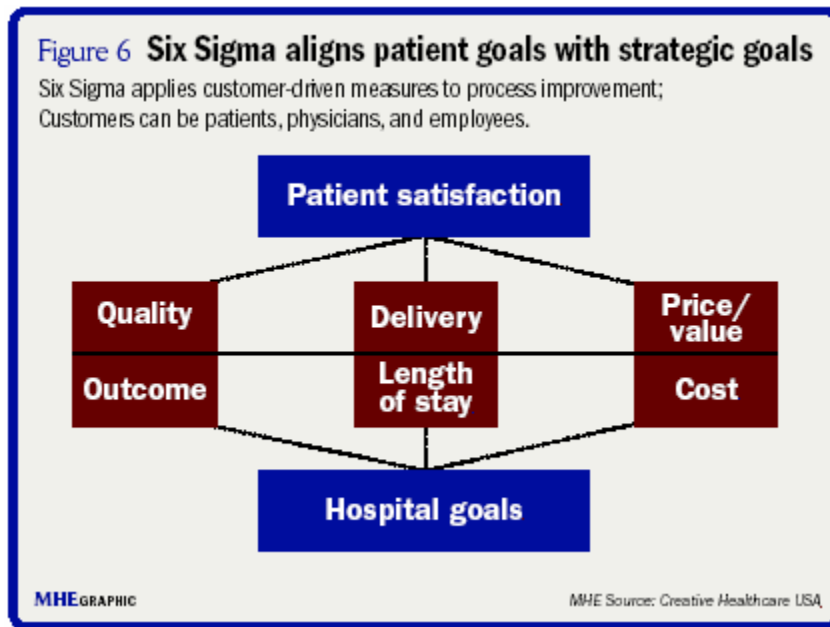 Figure 6 Six Sigma aligns patient goals with strategic goals
Six Sigma applies customer-driven measures to process improvement;
Customers can be patients, physicians, and employees.
Patient satisfaction
Quality
Delivery
Price/
value
Outcome
Length
of stay
Cost
Hospital goals
MHE GRAPHIC
MHE Source: Creative Healthcare USA